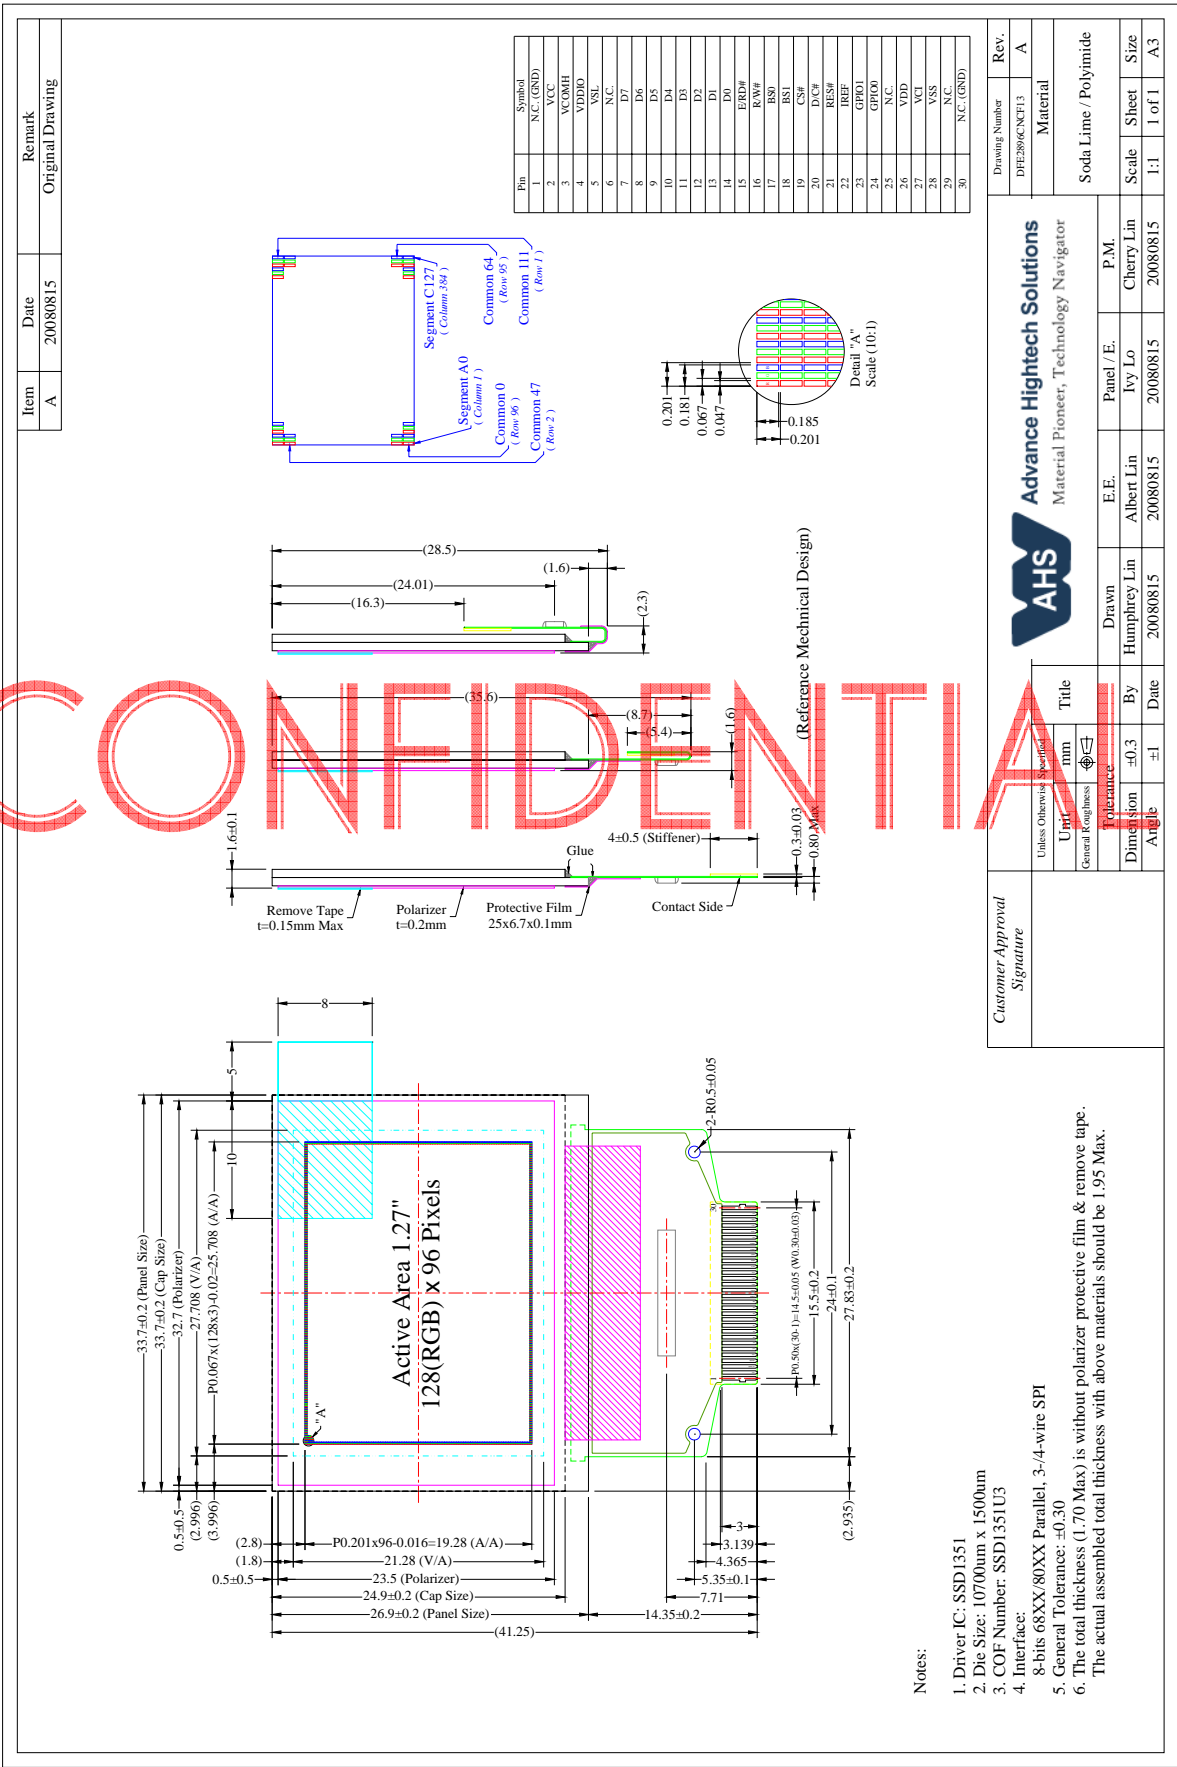 Item Date Remark
A 20080815 Original Drawing
33.7±0.2 (Panel Size)
33.7±0.2 (Cap Size)
32.7 (Polarizer)
27.708 (V/A)
P0.067x(128x3)-0.02=25.708 (A/A)
0.5±0.5
(2.996)
(3.996)
10
5
8
"A"
Active Area 1.27"
128(RGB) x 96 Pixels
(2.8)
P0.201x96-0.016=19.28 (A/A)
(1.8)
21.28 (V/A)
0.5±0.5
23.5 (Polarizer)
24.9±0.2 (Cap Size)
26.9±0.2 (Panel Size)
14.35±0.2
(41.25)
3
3.139
4.365
5.35±0.1
7.71
(2.935)
2-R0.5±0.05
30
P0.50x(30-1)=14.5±0.05 (W0.30±0.03)
15.5±0.2
24±0.1
27.83±0.2
1.6±0.1
Remove Tape
t=0.15mm Max
Polarizer
t=0.2mm
Protective Film
25x6.7x0.1mm
Glue
4±0.5 (Stiffener)
Contact Side
0.3±0.03
0.80 Max
(35.6)
(8.7)
(5.4)
(1.6)
(28.5)
(24.01)
(16.3)
(1.6)
(2.3)
(Reference Mechnical Design)
Segment A0
( Column 1 )
Common 0
( Row 96 )
Common 47
( Row 2 )
Segment C127
( Column 384 )
Common 64
( Row 95 )
Common 111
( Row 1 )
0.201
0.181
0.067
0.047
0.185
0.201
Detail "A"
Scale (10:1)
Pin Symbol
1 N.C. (GND)
2 VCC
3 VCOMH
4 VDDIO
5 VSL
6 N.C.
7 D7
8 D6
9 D5
10 D4
11 D3
12 D2
13 D1
14 D0
15 E/RD#
16 R/W#
17 BS0
18 BS1
19 CS#
20 D/C#
21 RES#
22 IREF
23 GPIO1
24 GPIO0
25 N.C.
26 VDD
27 VCI
28 VSS
29 N.C.
30 N.C. (GND)
CONFIDENTIAL
Notes:
1. Driver IC: SSD1351
2. Die Size: 10700um x 1500um
3. COF Number: SSD1351U3
4. Interface:
8-bits 68XX/80XX Parallel, 3-/4-wire SPI
5. General Tolerance: ±0.30
6. The total thickness (1.70 Max) is without polarizer protective film & remove tape.
The actual assembled total thickness with above materials should be 1.95 Max.
Customer Approval
Signature
Unless Otherwise Specified
Unit mm
General Roughness
Tolerance
Dimension ±0.3
Angle ±1
Title
AHS
Advance Hightech Solutions
Material Pioneer, Technology Navigator
Drawing Number Rev.
DFE2896CNCF13 A
Material
Soda Lime / Polyimide
By Drawn E.E. Panel / E. P.M.
Humphrey Lin Albert Lin Ivy Lo Cherry Lin
Date 20080815 20080815 20080815 20080815
Scale Sheet Size
1:1 1 of 1 A3